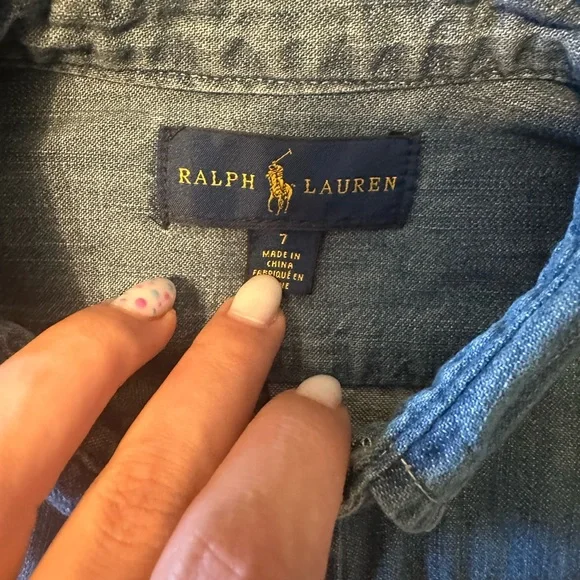 RALPH LAUREN
7
MADE IN
CHINA
FABRIQUÉ EN